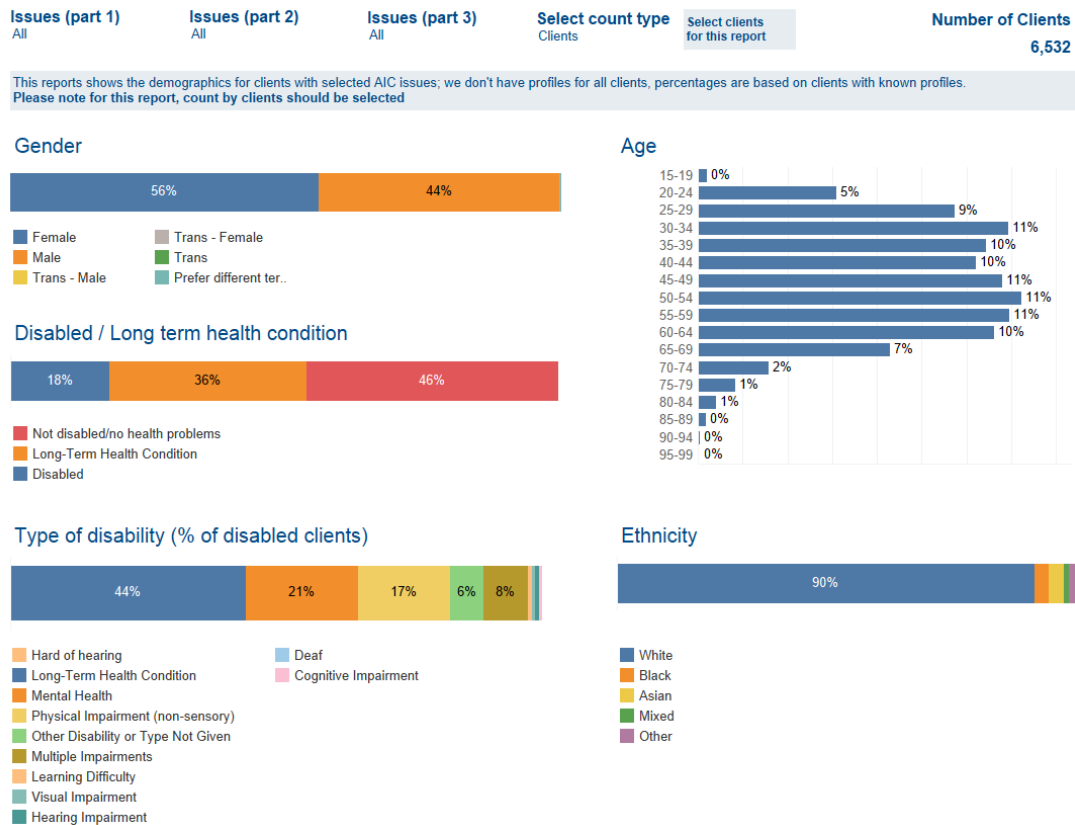 Issues (part 1)
All
Issues (part 2)
All
Issues (part 3)
All
Select count type
Clients
Select clients
for this report
Number of Clients
6,532
This reports shows the demographics for clients with selected AIC issues; we don't have profiles for all clients, percentages are based on clients with known profiles.
Please note for this report, count by clients should be selected
Gender
56%
44%
Female
Male
Trans - Male
Trans - Female
Trans
Prefer different ter..
Age
15-19 0%
20-24 5%
25-29 9%
30-34 11%
35-39 10%
40-44 10%
45-49 11%
50-54 11%
55-59 11%
60-64 10%
65-69 7%
70-74 2%
75-79 1%
80-84 1%
85-89 0%
90-94 0%
95-99 0%
Disabled / Long term health condition
18%
36%
46%
Not disabled/no health problems
Long-Term Health Condition
Disabled
Type of disability (% of disabled clients)
44%
21%
17%
6%
8%
Hard of hearing
Long-Term Health Condition
Mental Health
Physical Impairment (non-sensory)
Other Disability or Type Not Given
Multiple Impairments
Learning Difficulty
Visual Impairment
Hearing Impairment
Deaf
Cognitive Impairment
Ethnicity
90%
White
Black
Asian
Mixed
Other